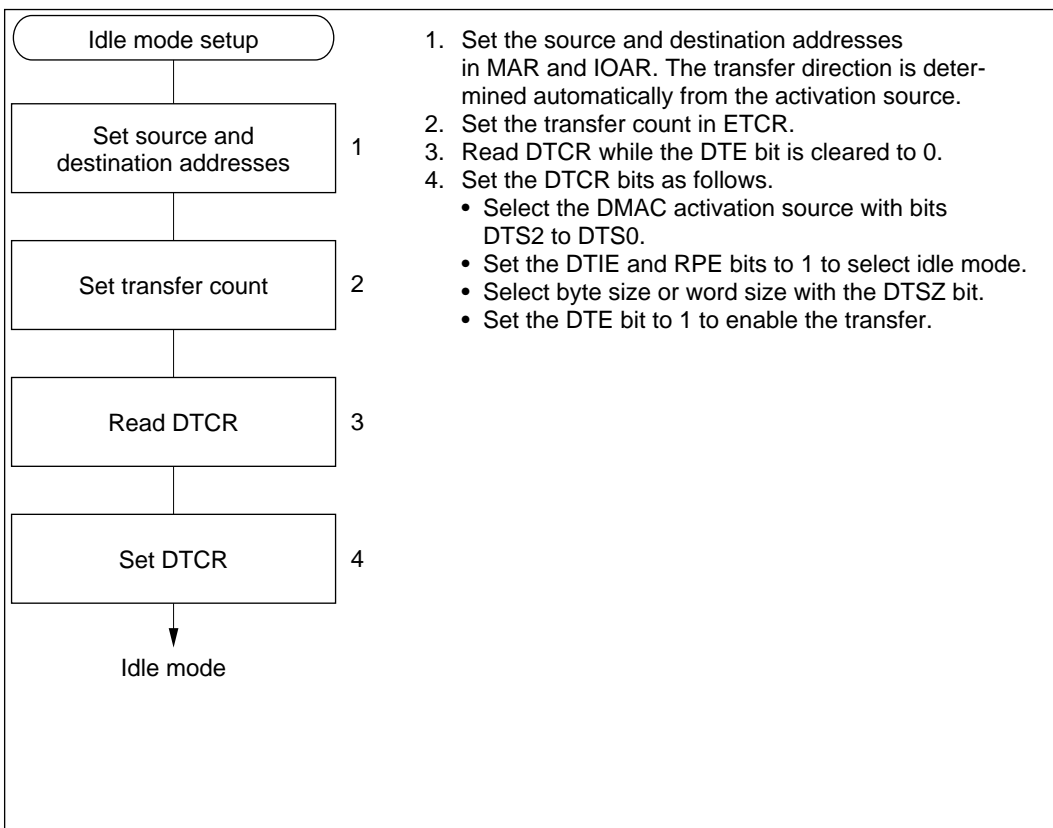 Idle mode setup
Set source and
destination addresses
1
Set transfer count
2
Read DTCR
3
Set DTCR
4
Idle mode
1. Set the source and destination addresses
in MAR and IOAR. The transfer direction is deter-
mined automatically from the activation source.
2. Set the transfer count in ETCR.
3. Read DTCR while the DTE bit is cleared to 0.
4. Set the DTCR bits as follows.
• Select the DMAC activation source with bits
DTS2 to DTS0.
• Set the DTIE and RPE bits to 1 to select idle mode.
• Select byte size or word size with the DTSZ bit.
• Set the DTE bit to 1 to enable the transfer.